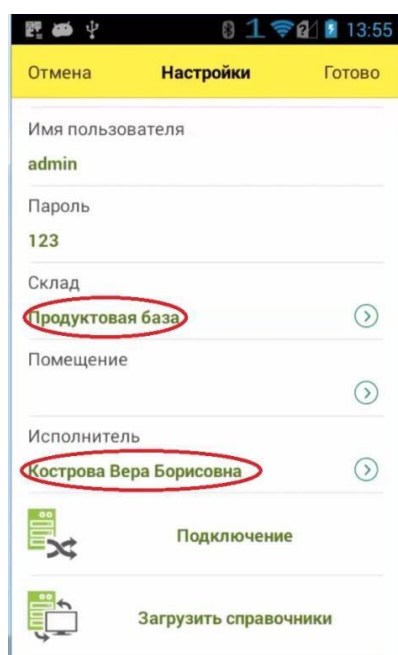 1 13:55
Отмена Настройки Готово
Имя пользователя
admin
Пароль
123
Склад
Продуктовая база
Помещение
Исполнитель
Кострова Вера Борисовна
Подключение
Загрузить справочники